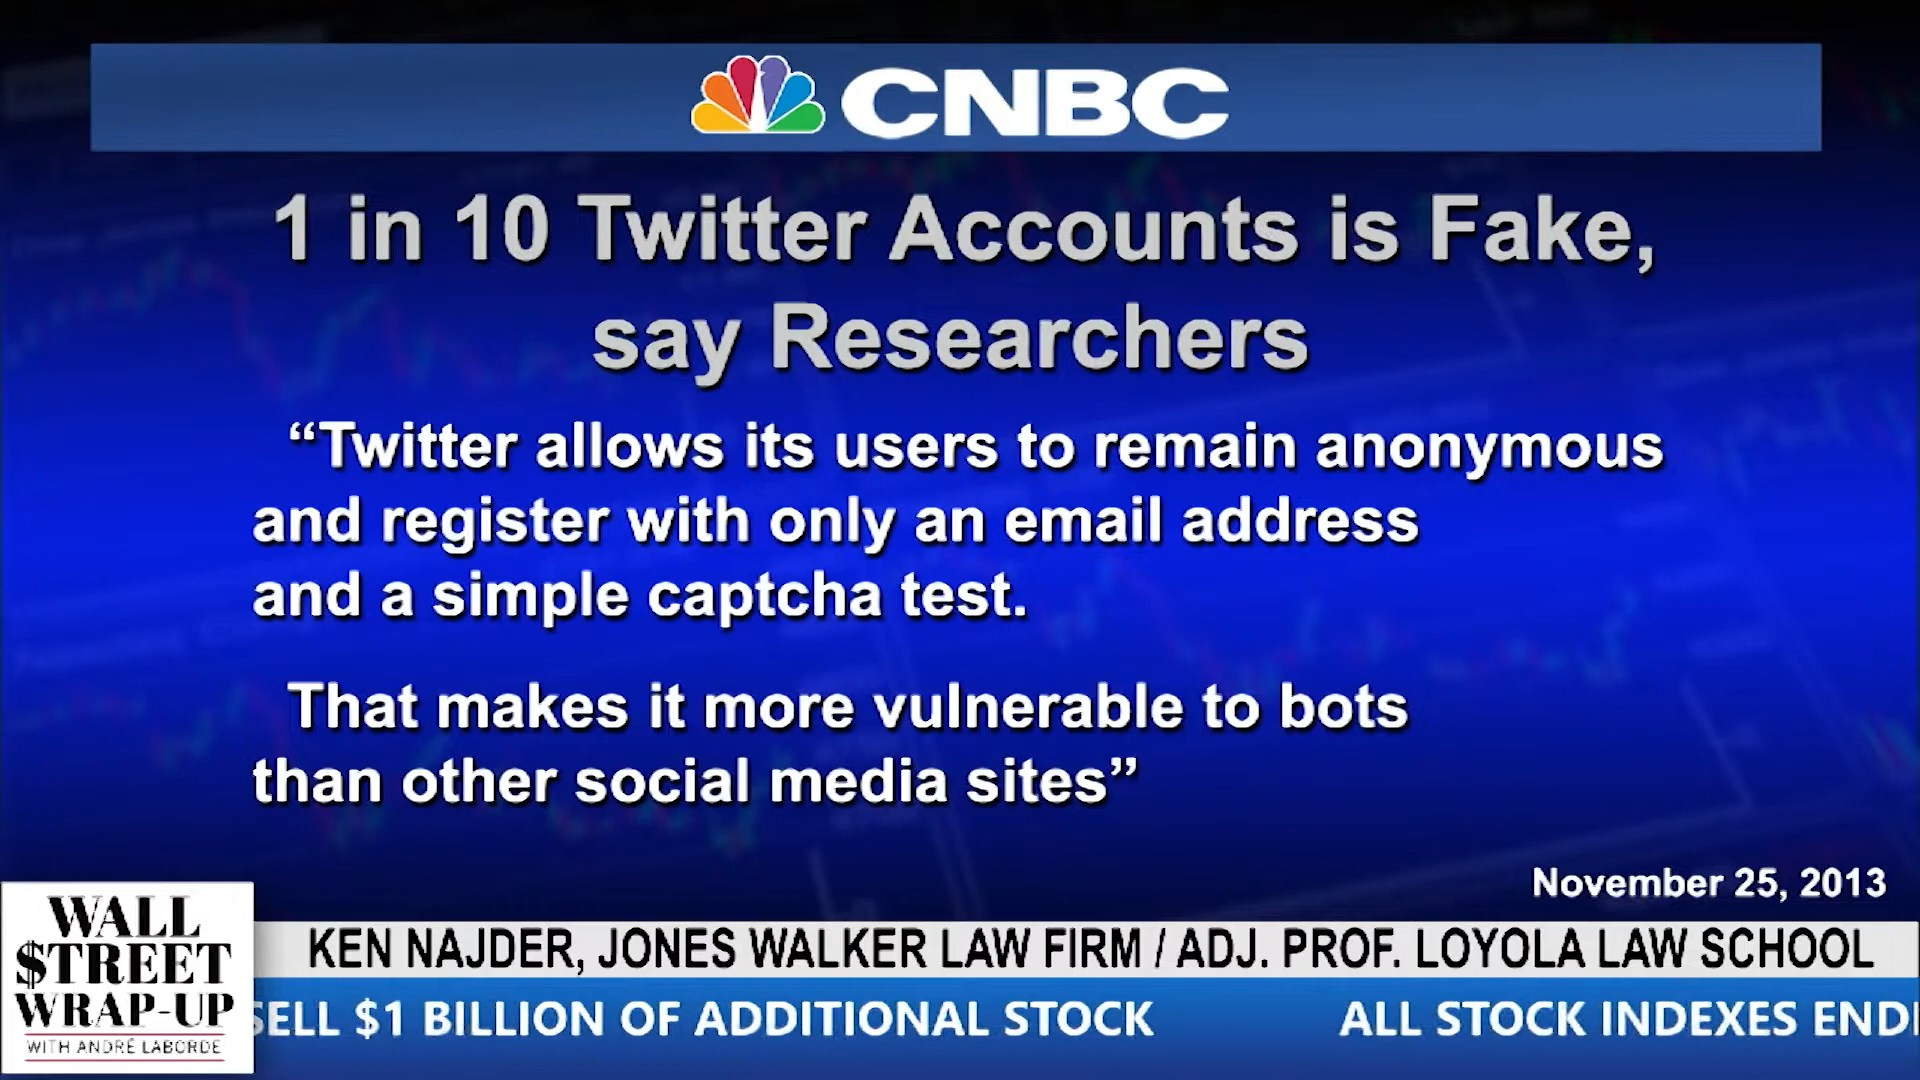 CNBC
1 in 10 Twitter Accounts is Fake,
say Researchers
“Twitter allows its users to remain anonymous
and register with only an email address
and a simple captcha test.
That makes it more vulnerable to bots
than other social media sites”
November 25, 2013
WALL
$TREET
WRAP-UP
WITH ANDRÉ LABORDE
KEN NAJDER, JONES WALKER LAW FIRM / ADJ. PROF. LOYOLA LAW SCHOOL
SELL $1 BILLION OF ADDITIONAL STOCK ALL STOCK INDEXES ENDI